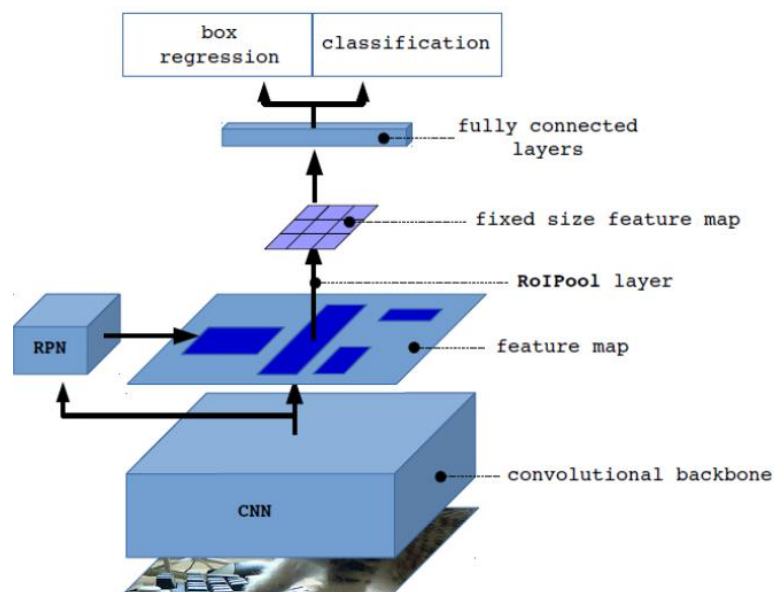 box
regression
classification
fully connected
layers
fixed size feature map
RoIPool layer
RPN
feature map
convolutional backbone
CNN